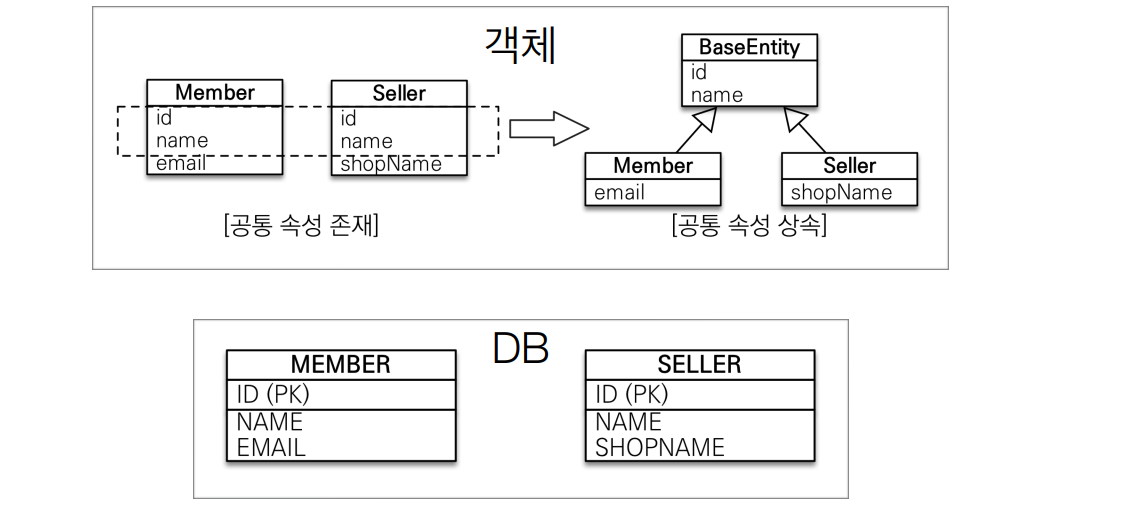 객체
Member
id
name
email
Seller
id
name
shopName
[공통 속성 존재]
BaseEntity
id
name
Member
email
Seller
shopName
[공통 속성 상속]
DB
MEMBER
ID (PK)
NAME
EMAIL
SELLER
ID (PK)
NAME
SHOPNAME